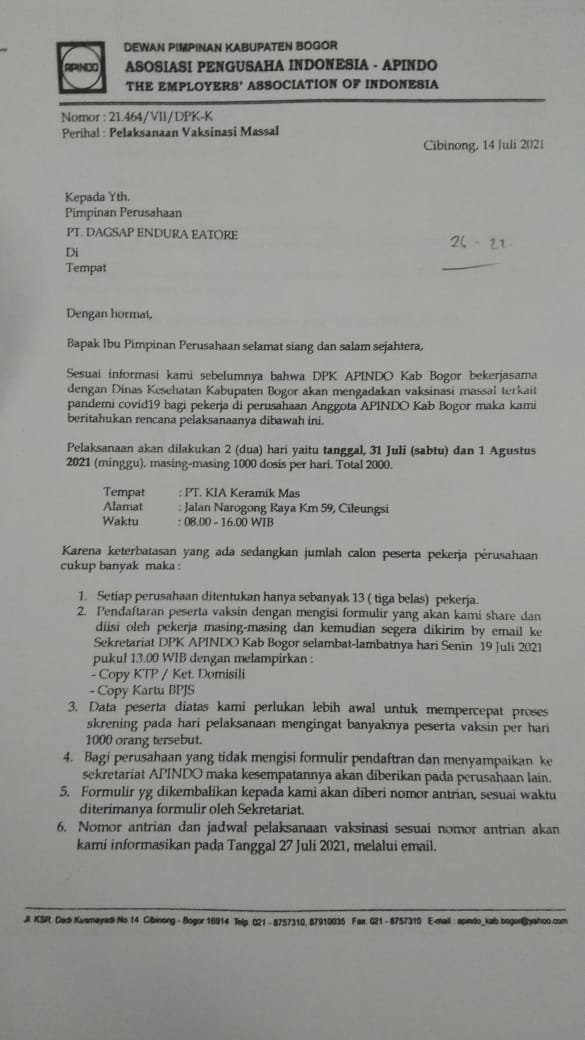 DEWAN PIMPINAN KABUPATEN BOGOR
APINDO
ASOSIASI PENGUSAHA INDONESIA - APINDO
THE EMPLOYERS' ASSOCIATION OF INDONESIA
Nomor : 21.464/VII/DPK-K
Perihal : Pelaksanaan Vaksinasi Massal
Cibinong, 14 Juli 2021
Kepada Yth.
Pimpinan Perusahaan
PT. DAGSAP ENDURA EATORE
Di
Tempat
Dengan hormat,
Bapak Ibu Pimpinan Perusahaan selamat siang dan salam sejahtera,
Sesuai informasi kami sebelumnya bahwa DPK APINDO Kab Bogor bekerjasama
dengan Dinas Kesehatan Kabupaten Bogor akan mengadakan vaksinasi massal terkait
pandemi covid19 bagi pekerja di perusahaan Anggota APINDO Kab Bogor maka kami
beritahukan rencana pelaksanaanya dibawah ini.
Pelaksanaan akan dilakukan 2 (dua) hari yaitu tanggal, 31 Juli (sabtu) dan 1 Agustus
2021 (minggu), masing-masing 1000 dosis per hari. Total 2000.
Tempat : PT. KIA Keramik Mas
Alamat : Jalan Narogong Raya Km 59, Cileungsi
Waktu : 08.00 - 16.00 WIB
Karena keterbatasan yang ada sedangkan jumlah calon peserta pekerja perusahaan
cukup banyak maka :
1. Setiap perusahaan ditentukan hanya sebanyak 13 ( tiga belas) pekerja.
2. Pendaftaran peserta vaksin dengan mengisi formulir yang akan kami share dan
diisi oleh pekerja masing-masing dan kemudian segera dikirim by email ke
Sekretariat DPK APINDO Kab Bogor selambat-lambatnya hari Senin 19 Juli 2021
pukul 13.00 WIB dengan melampirkan :
- Copy KTP / Ket. Domisili
- Copy Kartu BPJS
3. Data peserta diatas kami perlukan lebih awal untuk mempercepat proses
skrening pada hari pelaksanaan mengingat banyaknya peserta vaksin per hari
1000 orang tersebut.
4. Bagi perusahaan yang tidak mengisi formulir pendaftran dan menyampaikan ke
sekretariat APINDO maka kesempatannya akan diberikan pada perusahaan lain.
5. Formulir yg dikembalikan kepada kami akan diberi nomor antrian, sesuai waktu
diterimanya formulir oleh Sekretariat.
6. Nomor antrian dan jadwal pelaksanaan vaksinasi sesuai nomor antrian akan
kami informasikan pada Tanggal 27 Juli 2021, melalui email.
Jl. KSR. Dadi Kusmayadi No.14 Cibinong - Bogor 16914 Telp. 021 - 8757310, 87910035 Fax. 021 - 8757310 E-mail : apindo_kab.bogor@yahoo.com